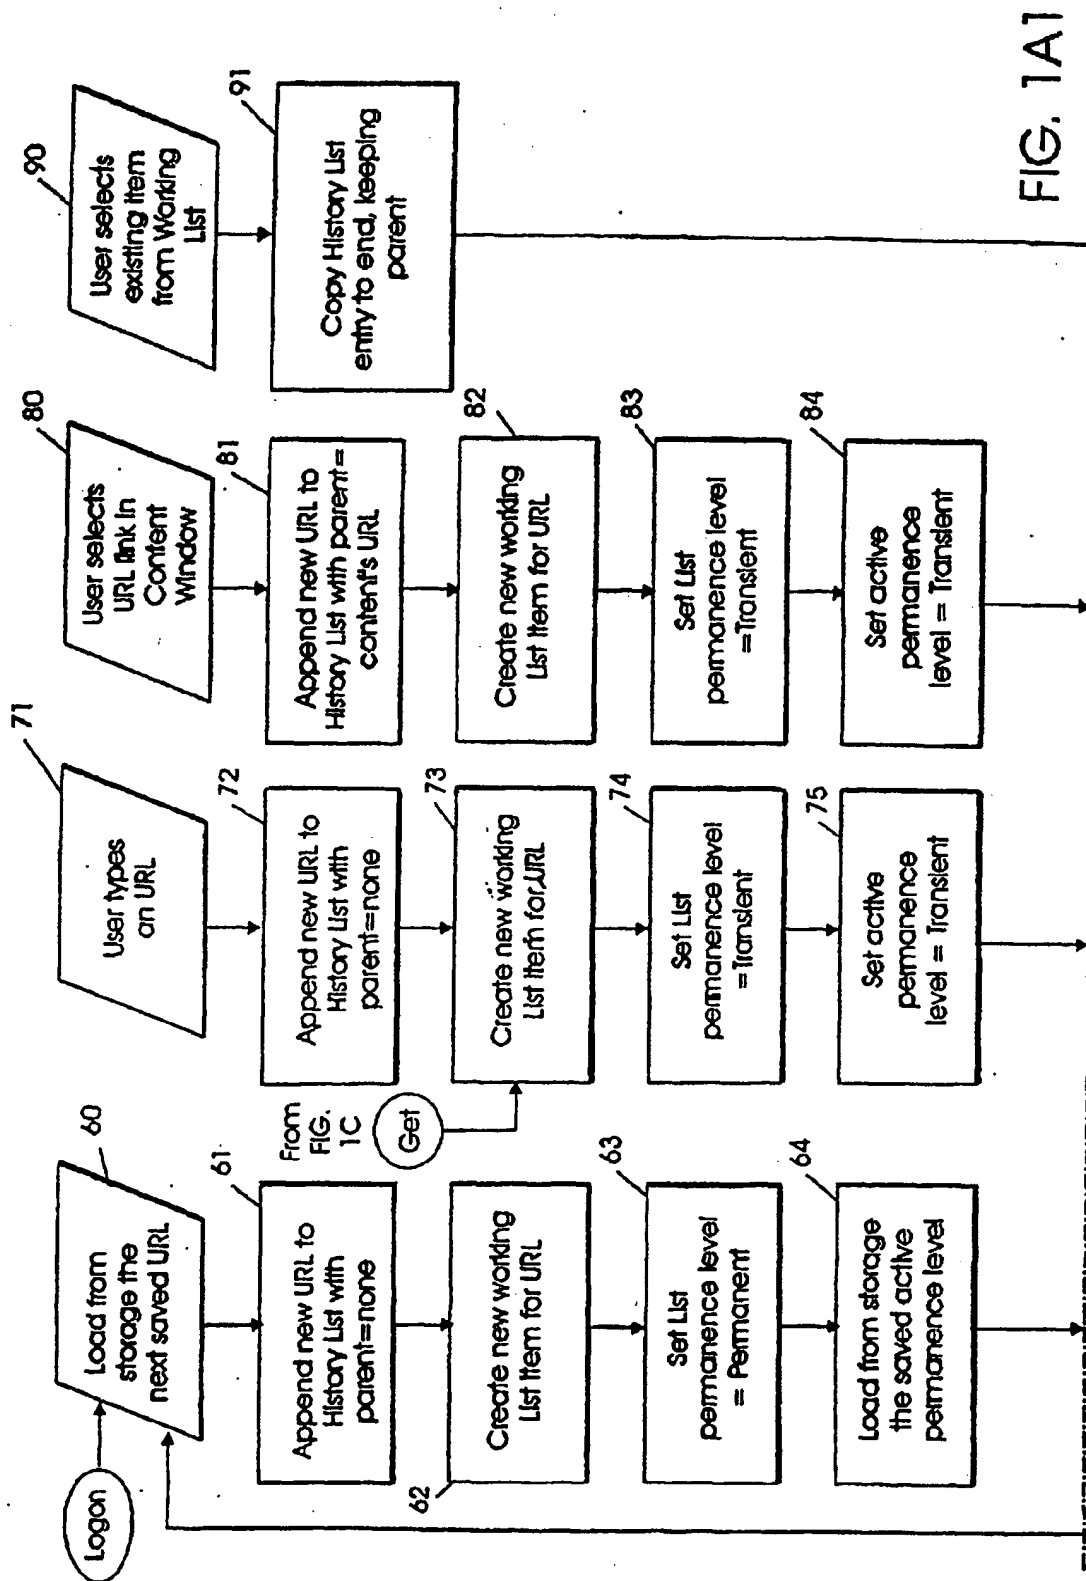 Logon
60
Load from
storage the
next saved URL
61
Append new URL to
History List with
parent=none
62
Create new working
List Item for URL
63
Set List
permanence level
= Permanent
64
Load from storage
the saved active
permanence level
71
User types
an URL
72
Append new URL to
History List with
parent=none
From
FIG.
1C
Get
73
Create new working
List Item for URL
74
Set List
permanence level
=Transient
75
Set active
permanence
level = Transient
80
User selects
URL link in
Content
Window
81
Append new URL to
History List with parent=
content's URL
82
Create new working
List Item for URL
83
Set List
permanence level
=Transient
84
Set active
permanence
level = Transient
90
User selects
existing item
from Working
List
91
Copy History List
entry to end, keeping
parent
FIG. 1A1